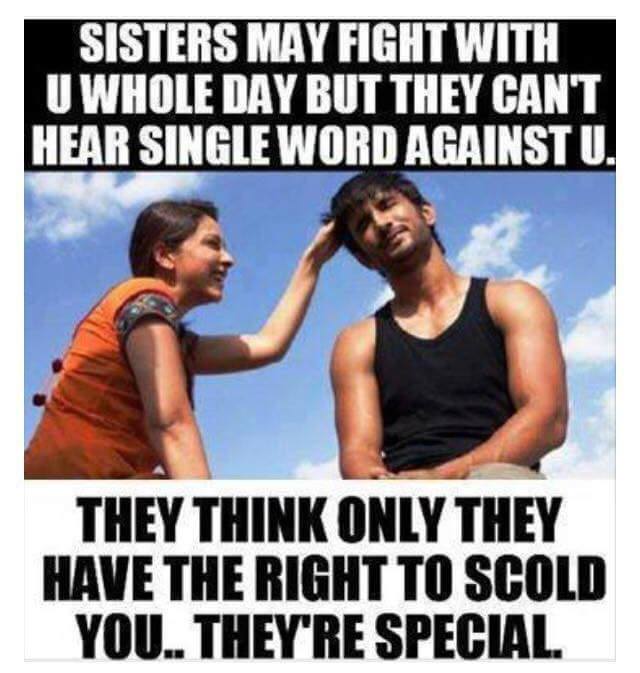 SISTERS MAY FIGHT WITH
U WHOLE DAY BUT THEY CAN'T
HEAR SINGLE WORD AGAINST U.
THEY THINK ONLY THEY
HAVE THE RIGHT TO SCOLD
YOU.. THEY'RE SPECIAL.